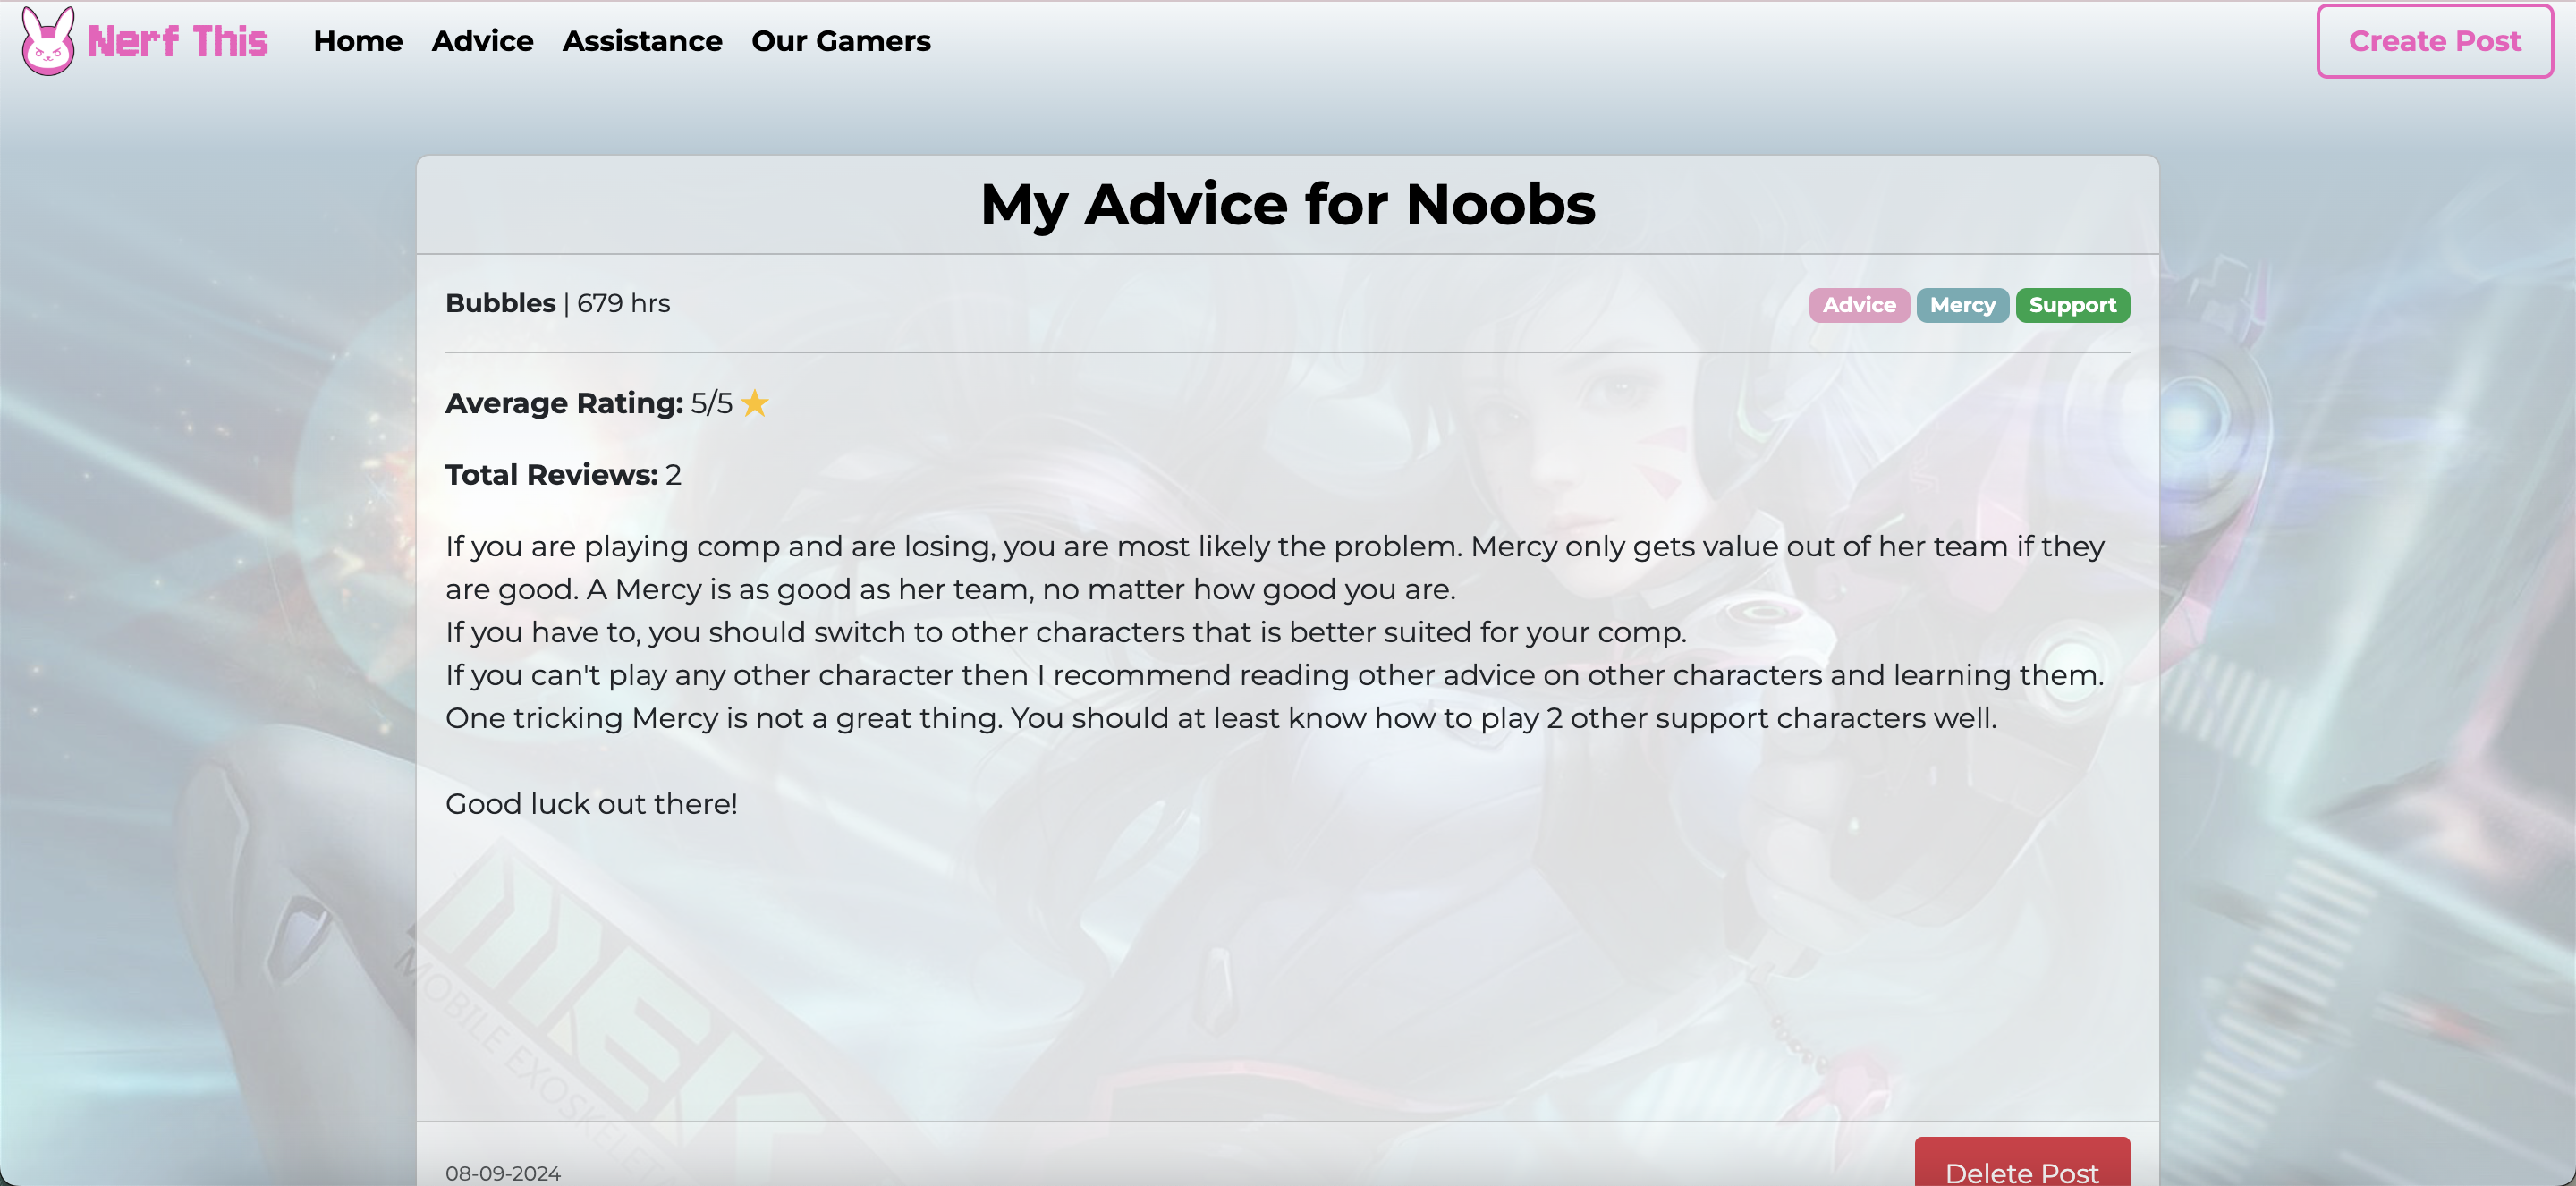 Nerf This
Home Advice Assistance Our Gamers
Create Post
My Advice for Noobs
Bubbles | 679 hrs
Advice Mercy Support
Average Rating: 5/5
Total Reviews: 2
If you are playing comp and are losing, you are most likely the problem. Mercy only gets value out of her team if they
are good. A Mercy is as good as her team, no matter how good you are.
If you have to, you should switch to other characters that is better suited for your comp.
If you can't play any other character then I recommend reading other advice on other characters and learning them.
One tricking Mercy is not a great thing. You should at least know how to play 2 other support characters well.
Good luck out there!
MOBILE
08-09-2024
Delete Post